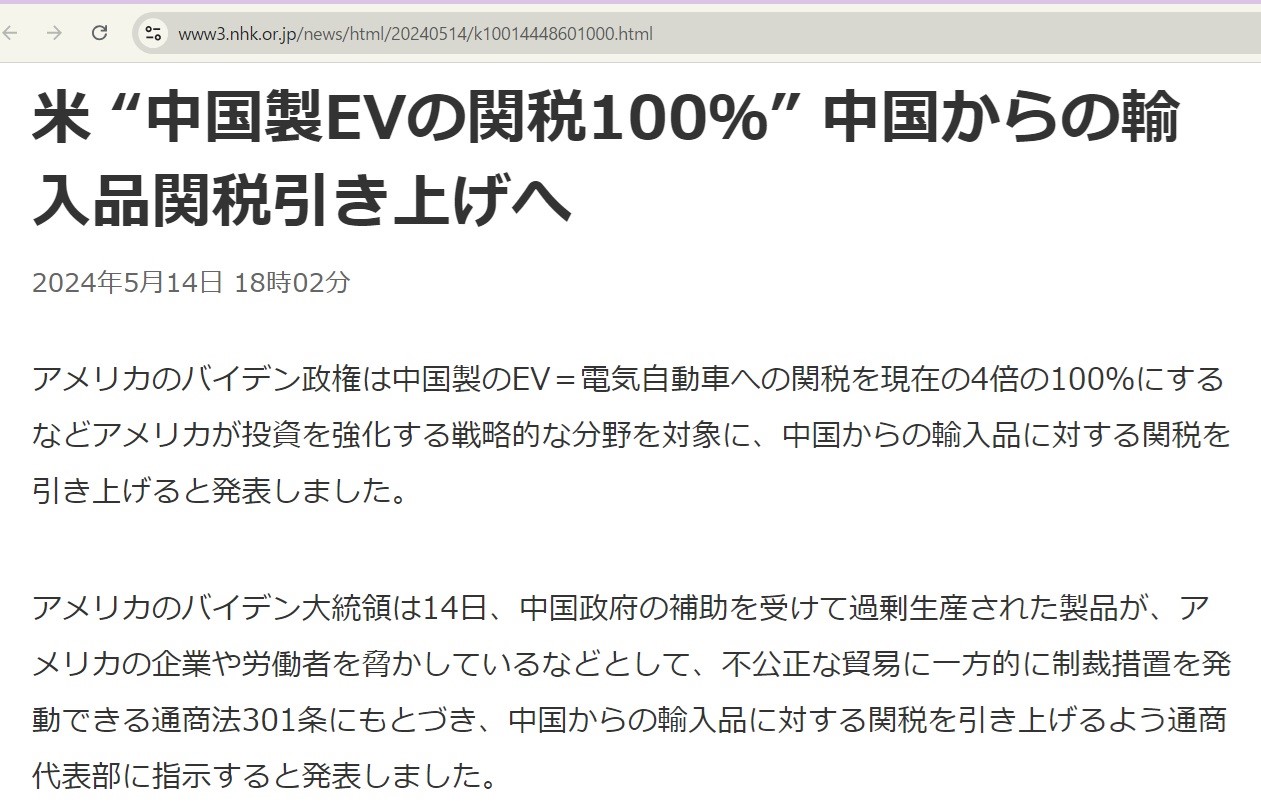 www3.nhk.or.jp/news/html/20240514/k10014448601000.html
米 “中国製EVの関税100%” 中国からの輸
入品関税引き上げへ
2024年5月14日 18時02分
アメリカのバイデン政権は中国製のEV＝電気自動車への関税を現在の4倍の100%にする
などアメリカが投資を強化する戦略的な分野を対象に、中国からの輸入品に対する関税を
引き上げると発表しました。
アメリカのバイデン大統領は14日、中国政府の補助を受けて過剰生産された製品が、ア
メリカの企業や労働者を脅かしているなどとして、不公正な貿易に一方的に制裁措置を発
動できる通商法301条にもとづき、中国からの輸入品に対する関税を引き上げるよう通商
代表部に指示すると発表しました。